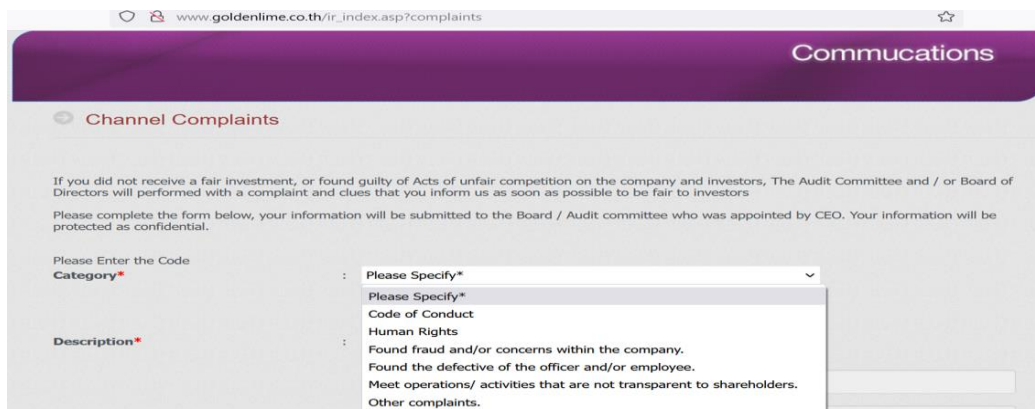 www.goldenlime.co.th/ir_index.asp?complaints
Commucations
Channel Complaints
If you did not receive a fair investment, or found guilty of Acts of unfair competition on the company and investors, The Audit Committee and / or Board of
Directors will performed with a complaint and clues that you inform us as soon as possible to be fair to investors
Please complete the form below, your information will be submitted to the Board / Audit committee who was appointed by CEO. Your information will be
protected as confidential.
Please Enter the Code
Category* : Please Specify*
Please Specify*
Code of Conduct
Human Rights
Description* :
Found fraud and/or concerns within the company.
Found the defective of the officer and/or employee.
Meet operations/ activities that are not transparent to shareholders.
Other complaints.